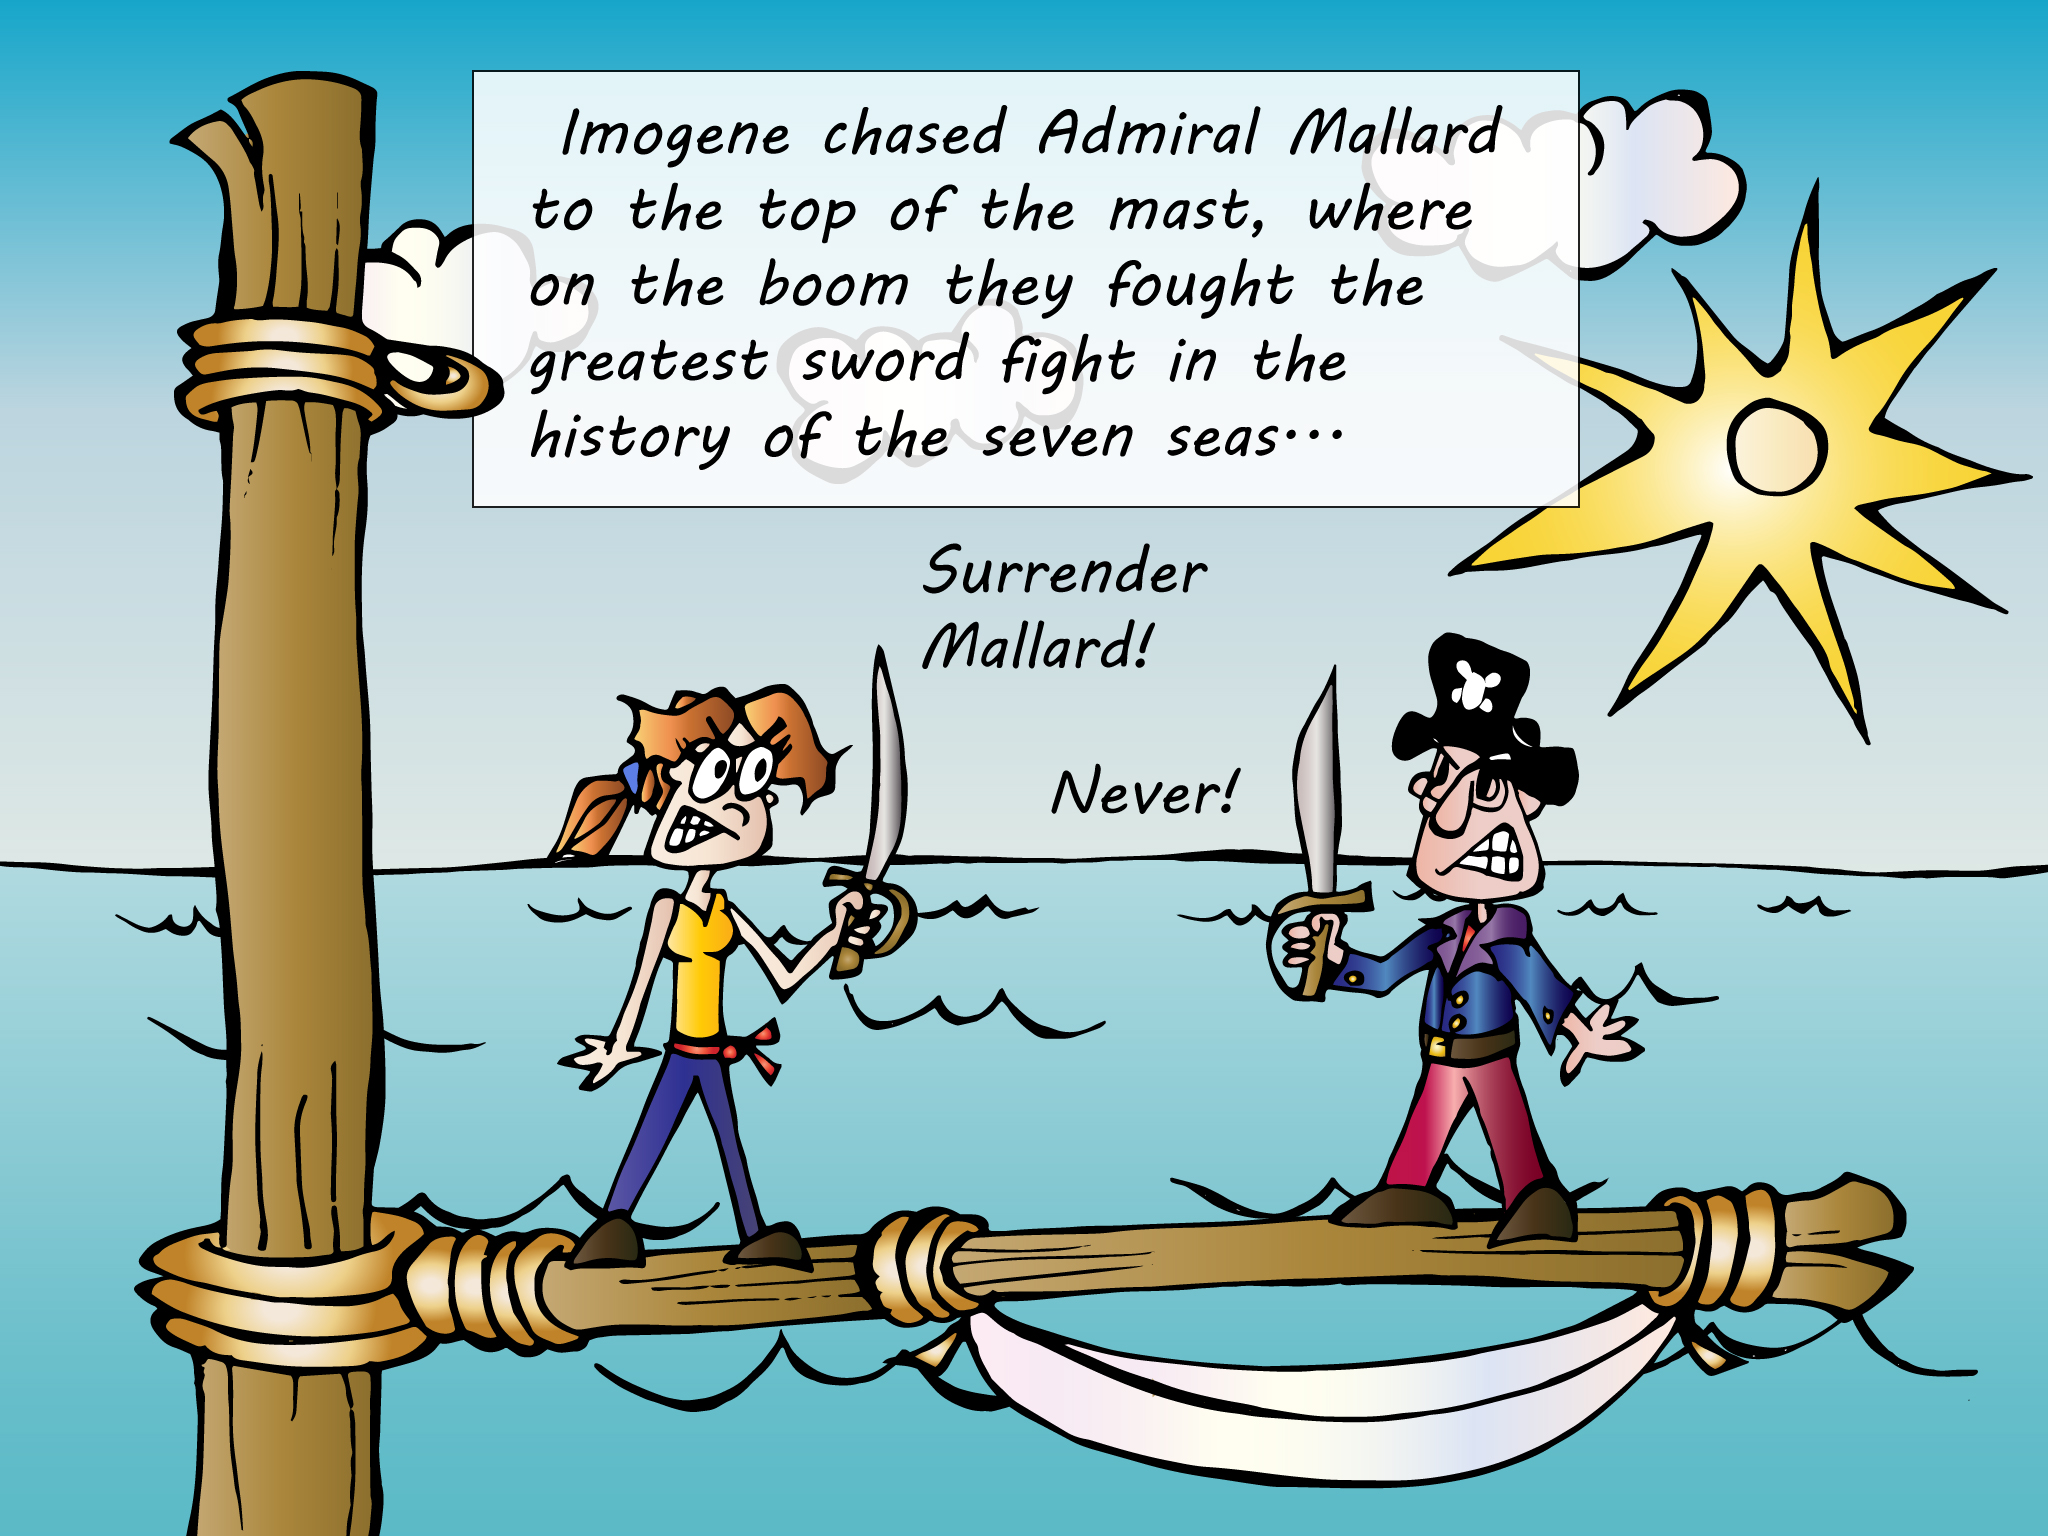 Imogene chased Admiral Mallard
to the top of the mast, where
on the boom they fought the
greatest sword fight in the
history of the seven seas...
Surrender
Mallard!
Never!